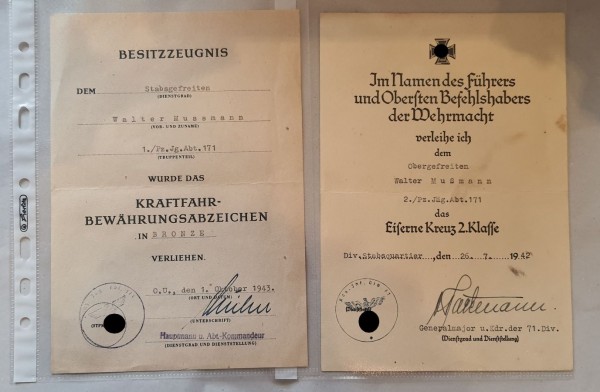 BESITZZEUGNIS
DEM Stabsgefreiten
(DIENSTGRAD)
Walter Mussmann
(VOR- UND ZUNAME)
1./Pz.Jg.Abt.171
(TRUPPENTEIL)
WURDE DAS
KRAFTFAHR-
BEWÄHRUNGSABZEICHEN
IN BRONZE
VERLIEHEN.
O.U., den 1. Oktober 1943.
(ORT UND DATUM)
(UNTERSCHRIFT)
Hauptmann u. Abt.-Kommandeur
(DIENSTGRAD UND DIENSTSTELLUNG)
Im Namen des Führers
und Obersten Befehlshabers
der Wehrmacht
verleihe ich
dem
Obergefreiten
Walter Mußmann
2./Pz.Jäg.Abt.171
das
Eiserne Kreuz 2. Klasse
Div.Stabsquartier, den 26. 7. 1942
Generalmajor u.Kdr.der 71.Div.
(Dienstgrad und Dienststellung)